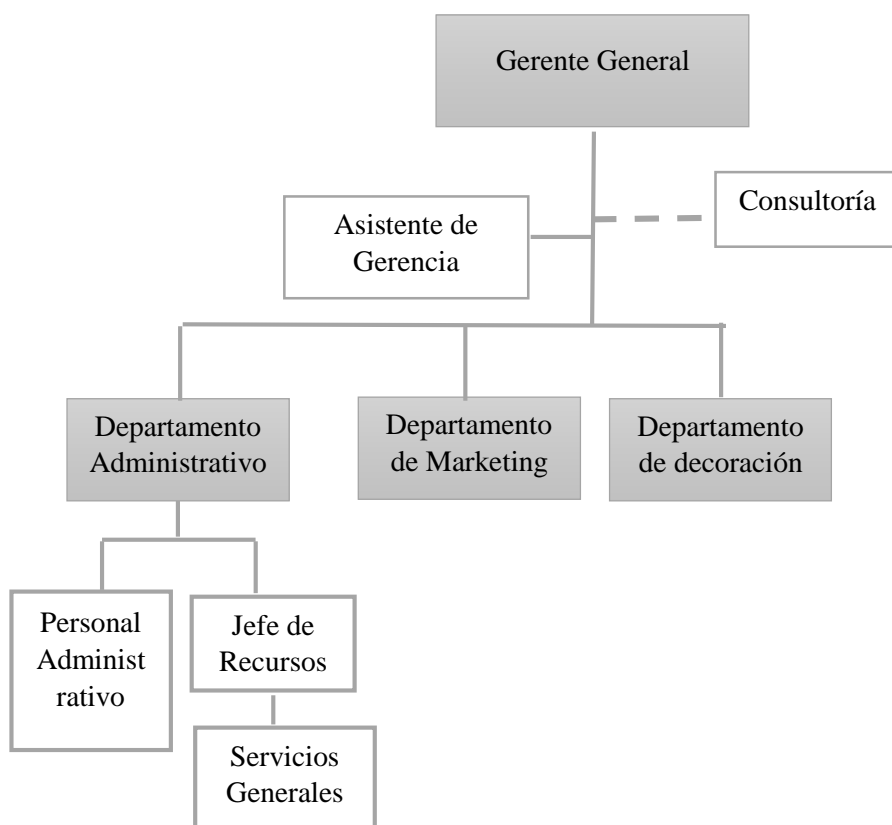 Gerente General
Consultoría
Asistente de
Gerencia
Departamento
Administrativo
Departamento
de Marketing
Departamento
de decoración
Personal
Administ
rativo
Jefe de
Recursos
Servicios
Generales